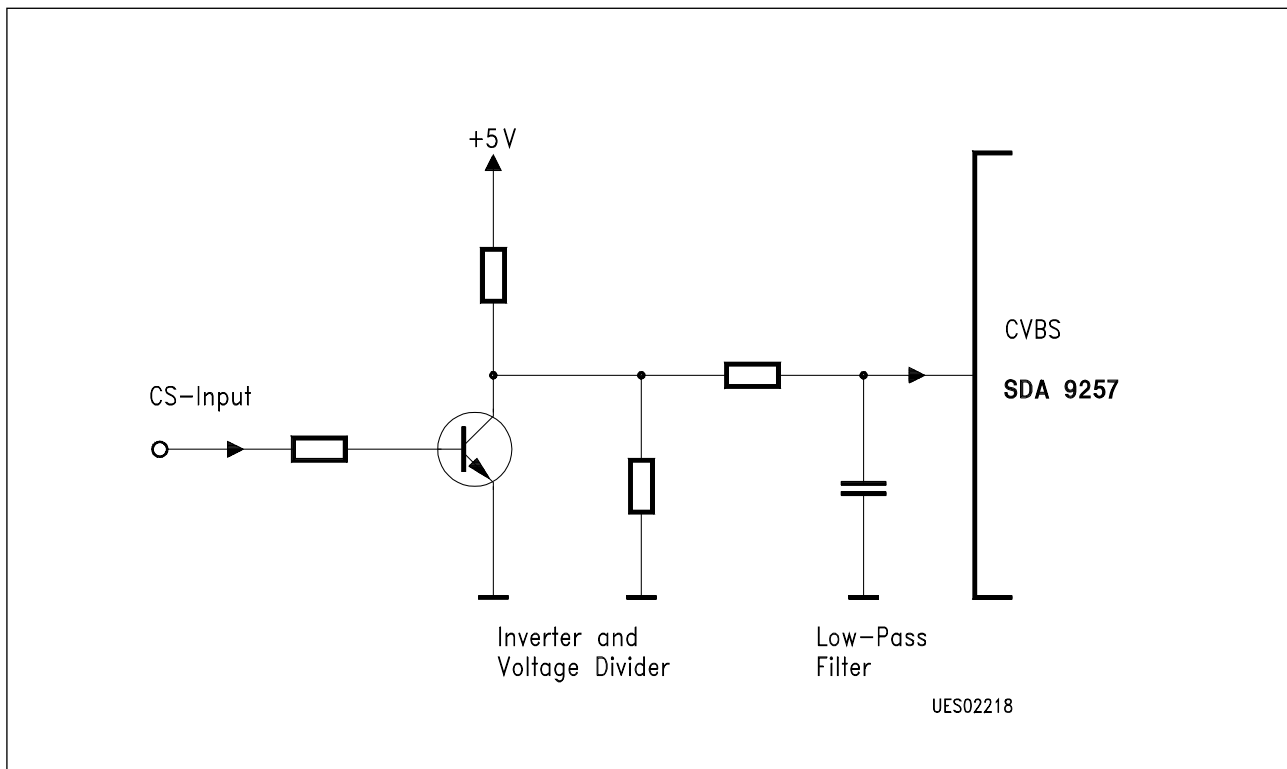 +5V
CS-Input
CVBS
SDA 9257
Inverter and
Voltage Divider
Low-Pass
Filter
UES02218